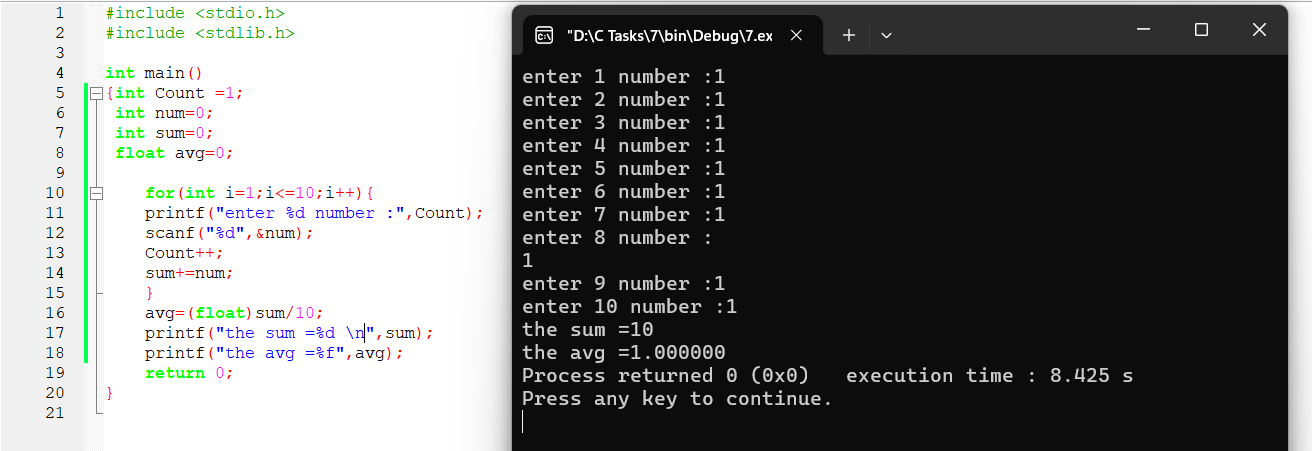 1 #include <stdio.h>
2 #include <stdlib.h>
3
4 int main()
5 {int Count =1;
6 int num=0;
7 int sum=0;
8 float avg=0;
9
10 for(int i=1;i<=10;i++){
11 printf("enter %d number :",Count);
12 scanf("%d",&num);
13 Count++;
14 sum+=num;
15 }
16 avg=(float)sum/10;
17 printf("the sum =%d \n",sum);
18 printf("the avg =%f",avg);
19 return 0;
20 }
21
"D:\C Tasks\7\bin\Debug\7.ex
enter 1 number :1
enter 2 number :1
enter 3 number :1
enter 4 number :1
enter 5 number :1
enter 6 number :1
enter 7 number :1
enter 8 number :
1
enter 9 number :1
enter 10 number :1
the sum =10
the avg =1.000000
Process returned 0 (0x0)   execution time : 8.425 s
Press any key to continue.